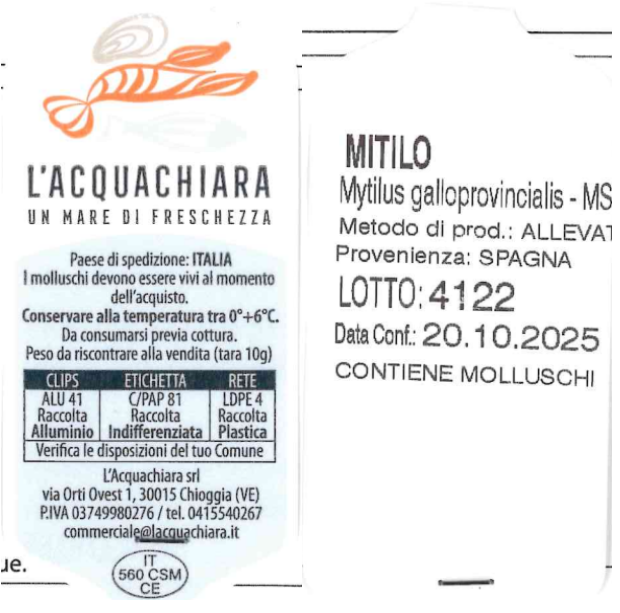 L'ACQUACHIARA
UN MARE DI FRESCHEZZA
Paese di spedizione: ITALIA
I molluschi devono essere vivi al momento
dell'acquisto.
Conservare alla temperatura tra 0°+6°C.
Da consumarsi previa cottura.
Peso da riscontrare alla vendita (tara 10g)
CLIPS ETICHETTA RETE
ALU 41 C/PAP 81 LDPE 4
Raccolta Raccolta Raccolta
Alluminio Indifferenziata Plastica
Verifica le disposizioni del tuo Comune
L'Acquachiara srl
via Orti Ovest 1, 30015 Chioggia (VE)
P.IVA 03749980276 / tel. 0415540267
commerciale@lacquachiara.it
ue.
IT
560 CSM
CE
MITILO
Mytilus galloprovincialis - MS
Metodo di prod.: ALLEVAT
Provenienza: SPAGNA
LOTTO: 4122
Data Conf.: 20.10.2025
CONTIENE MOLLUSCHI